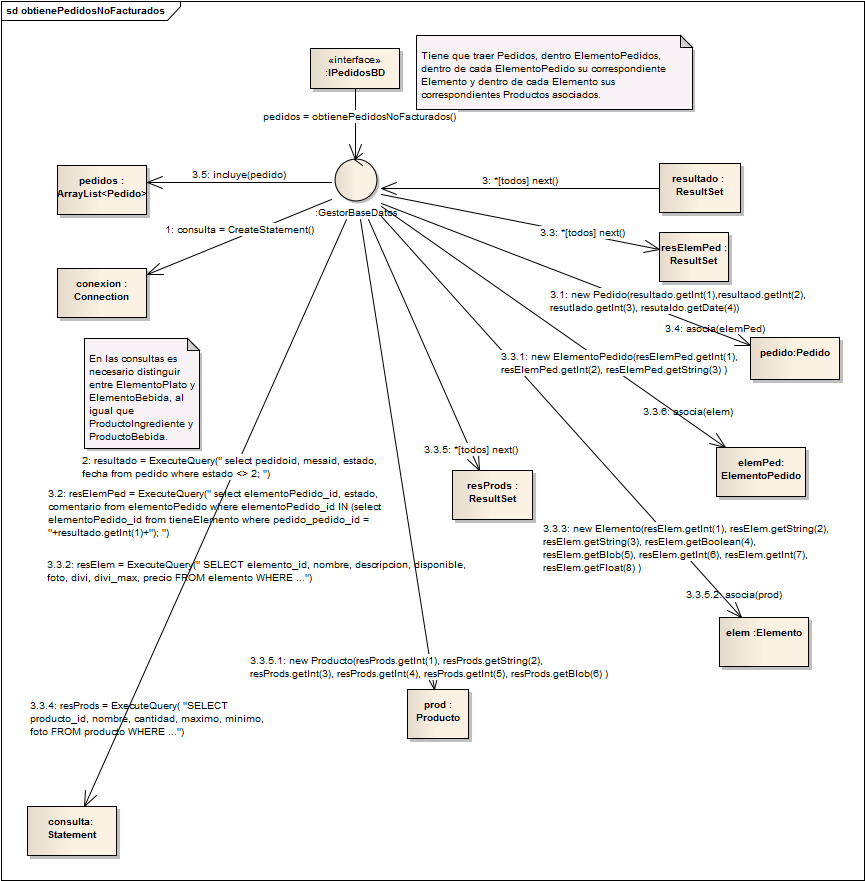 sd obtienePedidosNoFacturados
«interface»
:IPedidosBD
Tiene que traer Pedidos, dentro ElementoPedidos,
dentro de cada ElementoPedido su correspondiente
Elemento y dentro de cada Elemento sus
correspondientes Productos asociados.
pedidos = obtienePedidosNoFacturados()
pedidos :
ArrayList<Pedido>
3.5: incluye(pedido)
3: *[todos] next()
resultado :
ResultSet
:GestorBaseDatos
1: consulta = CreateStatement()
3.3: *[todos] next()
resElemPed :
ResultSet
conexion :
Connection
3.1: new Pedido(resultado.getInt(1),resultaod.getInt(2),
resutlado.getInt(3), resutaldo.getDate(4))
3.4: asocia(elemPed)
pedido:Pedido
En las consultas es
necesario distinguir
entre ElementoPlato y
ElementoBebida, al
igual que
ProductoIngrediente y
ProductoBebida.
3.3.1: new ElementoPedido(resElemPed.getInt(1),
resElemPed.getInt(2), resElemPed.getString(3) )
3.3.6: asocia(elem)
3.3.5: *[todos] next()
elemPed:
ElementoPedido
2: resultado = ExecuteQuery(" select pedidoid, mesaid, estado,
fecha from pedido where estado <> 2; ")
resProds :
ResultSet
3.2: resElemPed = ExecuteQuery(" select elementoPedido_id, estado,
comentario from elementoPedido where elementoPedido_id IN (select
elementoPedido_id from tieneElemento where pedido_pedido_id =
"+resultado.getInt(1)+"); ")
3.3.3: new Elemento(resElem.getInt(1), resElem.getString(2),
resElem.getString(3), resElem.getBoolean(4),
resElem.getBlob(5), resElem.getInt(6), resElem.getInt(7),
resElem.getFloat(8) )
3.3.2: resElem = ExecuteQuery(" SELECT elemento_id, nombre, descripcion, disponible,
foto, divi, divi_max, precio FROM elemento WHERE ...")
3.3.5.2: asocia(prod)
elem :Elemento
3.3.5.1: new Producto(resProds.getInt(1), resProds.getString(2),
resProds.getInt(3), resProds.getInt(4), resProds.getInt(5), resProds.getBlob(6) )
prod :
Producto
3.3.4: resProds = ExecuteQuery( "SELECT
producto_id, nombre, cantidad, maximo, minimo,
foto FROM producto WHERE ...")
consulta:
Statement